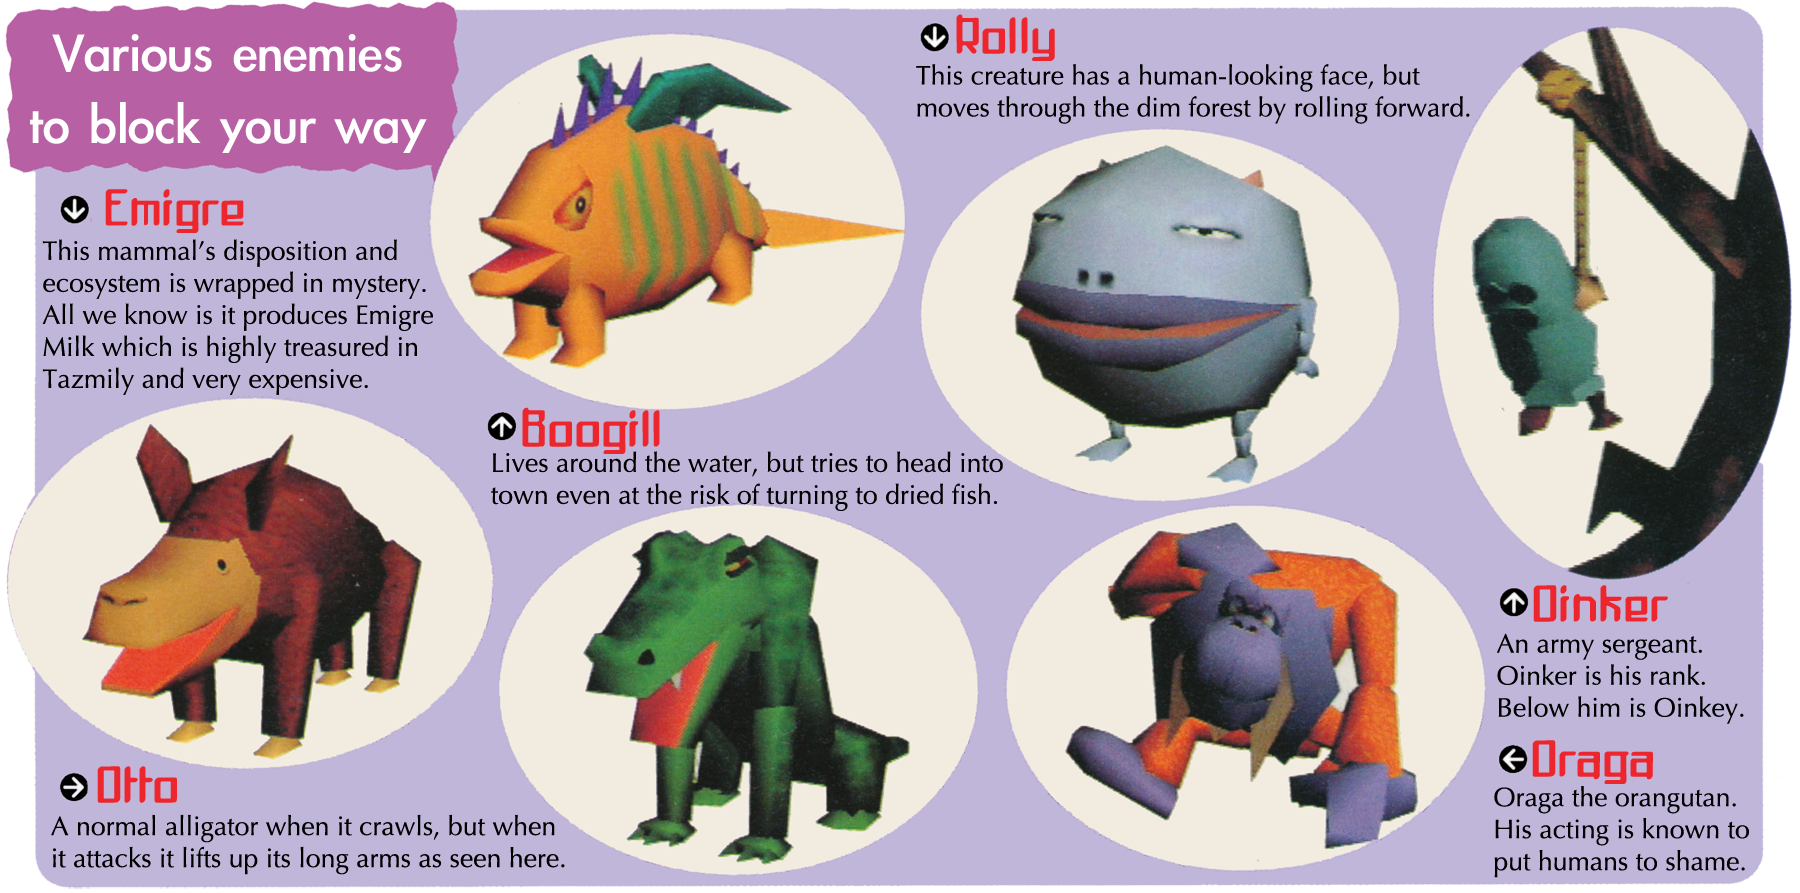 Various enemies
to block your way
Emigre
This mammal's disposition and
ecosystem is wrapped in mystery.
All we know is it produces Emigre
Milk which is highly treasured in
Tazmily and very expensive.
Boogill
Lives around the water, but tries to head into
town even at the risk of turning to dried fish.
Rolly
This creature has a human-looking face, but
moves through the dim forest by rolling forward.
Otto
A normal alligator when it crawls, but when
it attacks it lifts up its long arms as seen here.
Oinker
An army sergeant.
Oinker is his rank.
Below him is Oinkey.
Oraga
Oraga the orangutan.
His acting is known to
put humans to shame.